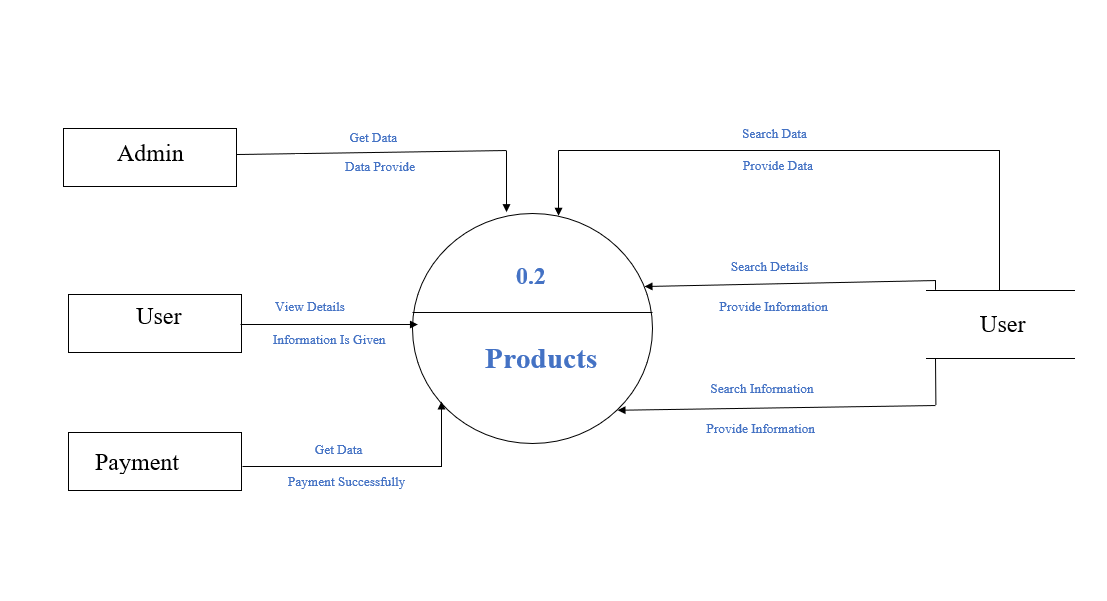 Admin
Get Data
Data Provide
Search Data
Provide Data
User
View Details
Information Is Given
0.2
Products
Search Details
Provide Information
User
Search Information
Provide Information
Payment
Get Data
Payment Successfully